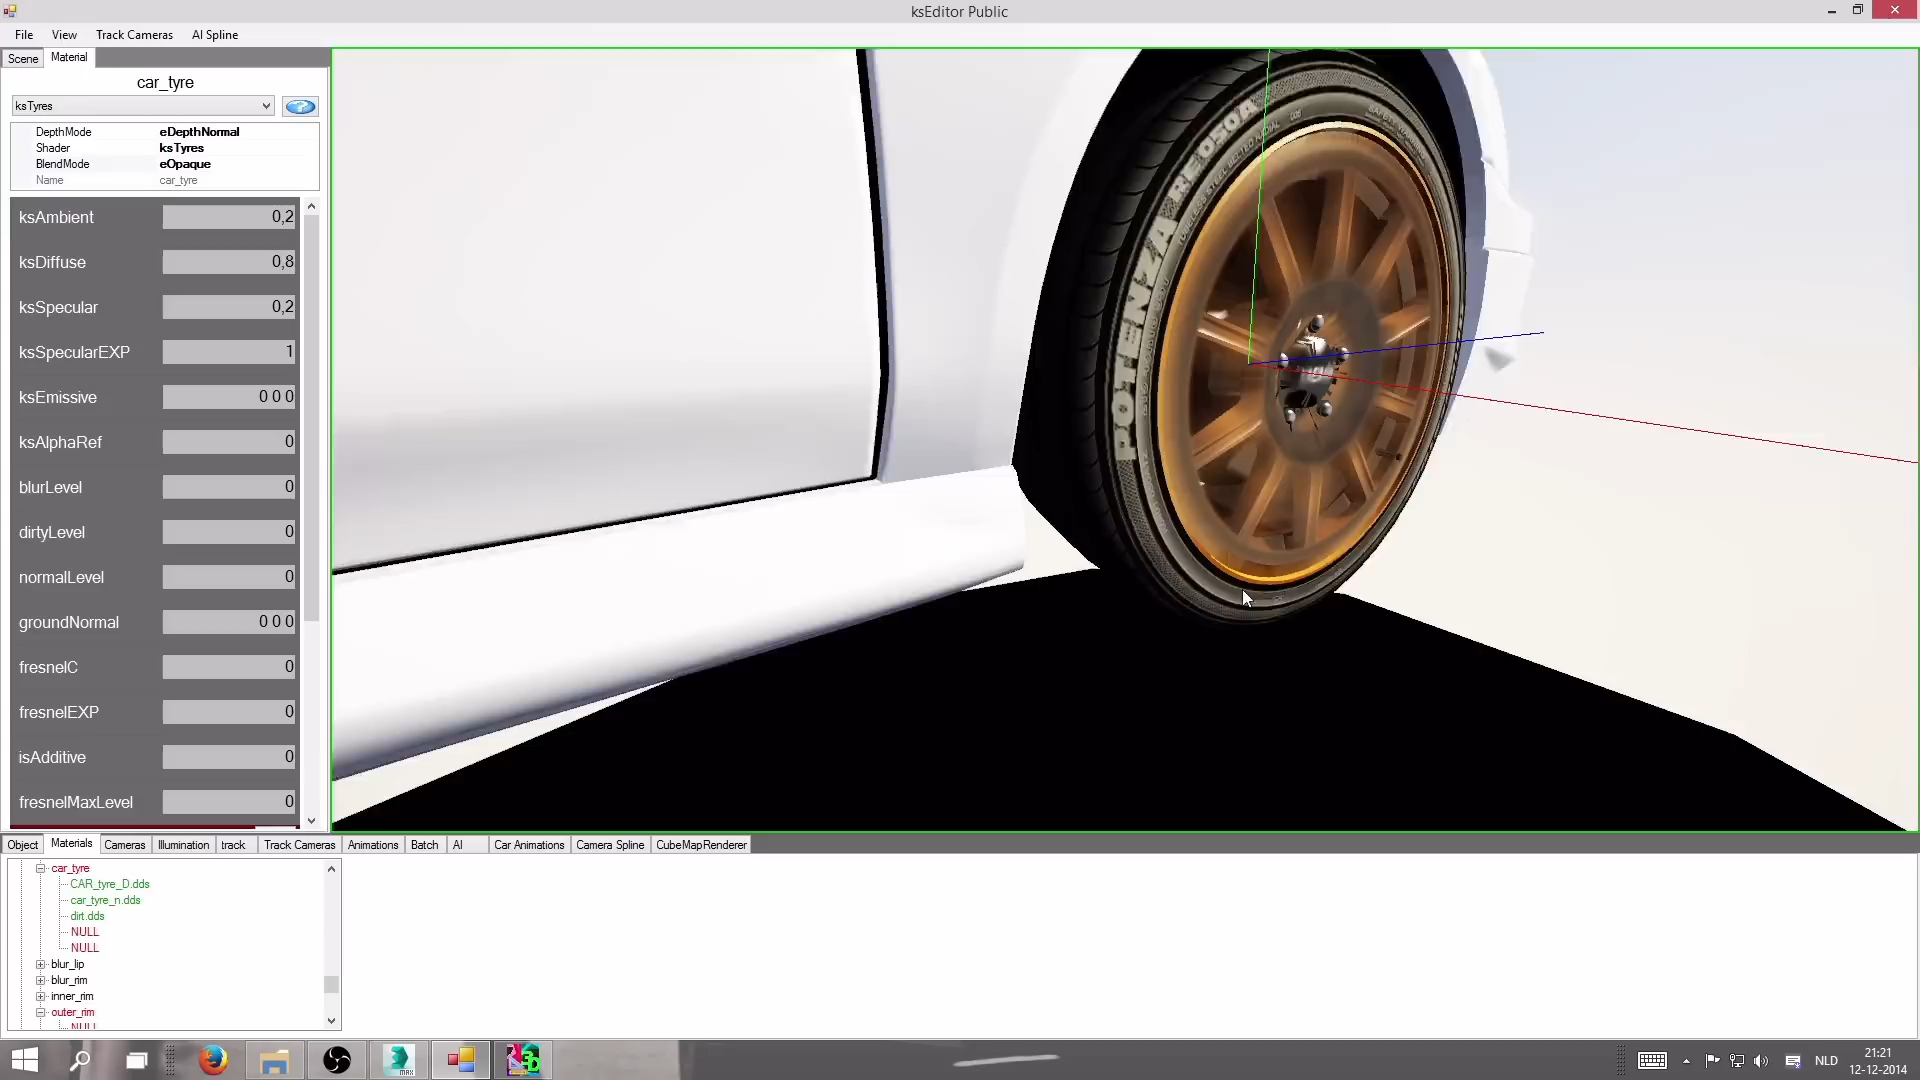 ksEditor Public
File View Track Cameras AI Spline
Scene Material
car_tyre
ksTyres
DepthMode eDepthNormal
Shader ksTyres
BlendMode eOpaque
Name car_tyre
ksAmbient 0,2
ksDiffuse 0,8
ksSpecular 0,2
ksSpecularEXP 1
ksEmissive 0 0 0
ksAlphaRef 0
blurLevel 0
dirtyLevel 0
normalLevel 0
groundNormal 0 0 0
fresnelC 0
fresnelEXP 0
isAdditive 0
fresnelMaxLevel 0
POTENZA RE050A
Object Materials Cameras Illumination track Track Cameras Animations Batch AI Car Animations Camera Spline CubeMapRenderer
car_tyre
CAR_tyre_D.dds
car_tyre_n.dds
dirt.dds
NULL
NULL
blur_lip
blur_rim
inner_rim
outer_rim
NULL
MAX
3D
NLD
21:21
12-12-2014